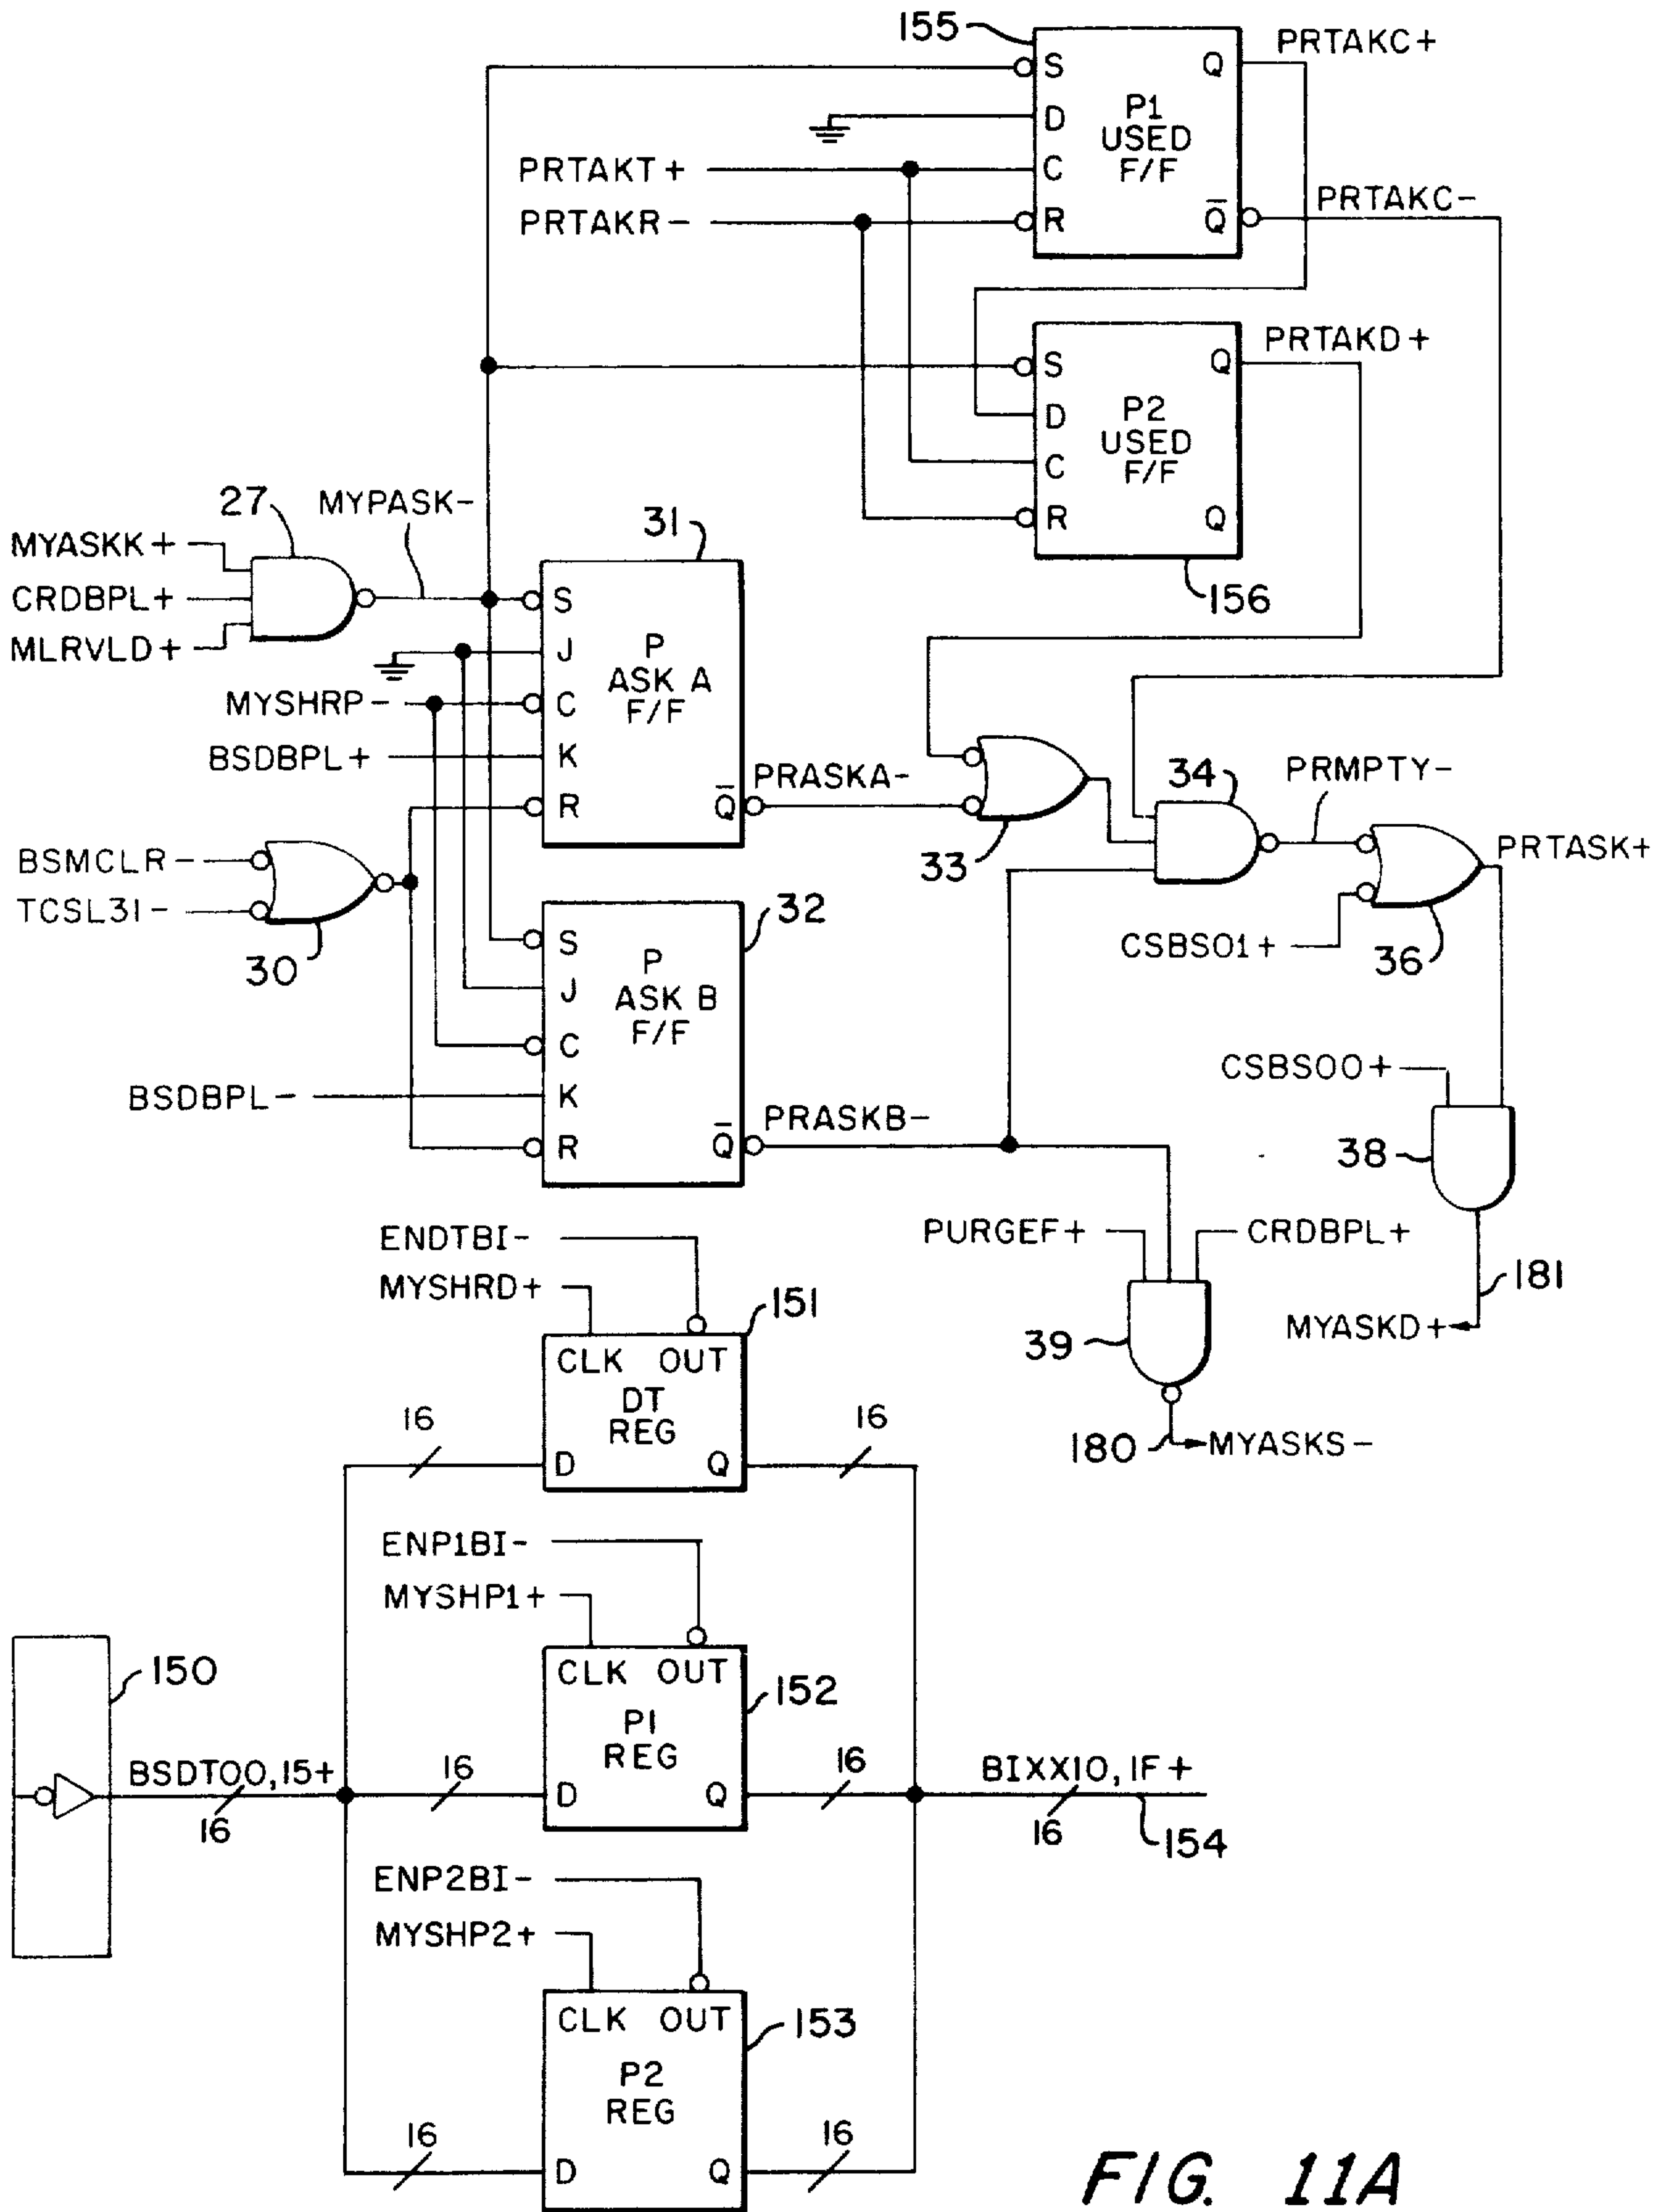 155
PRTAKC+
S
Q
D
P1
USED
F/F
PRTAKT+
C
PRTAKR-
R
Q
PRTAKC-
PRTAKD+
S
Q
D
P2
USED
F/F
C
R
Q
156
27
MYPASK-
31
MYASKK+
CRDBPL+
MLRVLD+
S
J
P
ASK A
F/F
MYSHRP-
C
BSDBPL+
K
R
Q
PRASKA-
33
34
PRMPTY-
PRTASK+
BSMCLR-
TCSL31-
30
32
CSBS01+
36
S
J
P
ASK B
F/F
C
BSDBPL-
K
R
Q
PRASKB-
CSBS00+
38
PURGEF+
CRDBPL+
39
181
MYASKD+
180
MYASKS-
ENDTBI-
MYSHRD+
151
CLK OUT
DT
REG
D
Q
16
16
ENP1BI-
MYSHP1+
152
CLK OUT
P1
REG
D
Q
150
BSDT00,15+
16
16
16
BIXX10,1F+
16
154
ENP2BI-
MYSHP2+
153
CLK OUT
P2
REG
D
Q
16
16
FIG. 11A